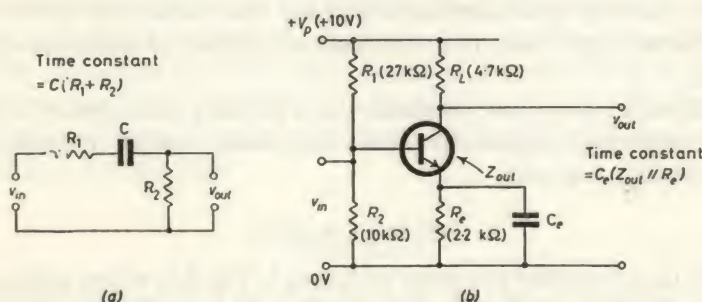 Time constant
= C(R₁ + R₂)
R₁
C
R₂
vin
vout
(a)
+Vp (+10V)
R₁ (27kΩ)
RL (4·7kΩ)
vout
Zout
Time constant
=Ce(Zout // Re)
vin
R₂
(10kΩ)
Re
(2·2 kΩ)
Ce
0V
(b)